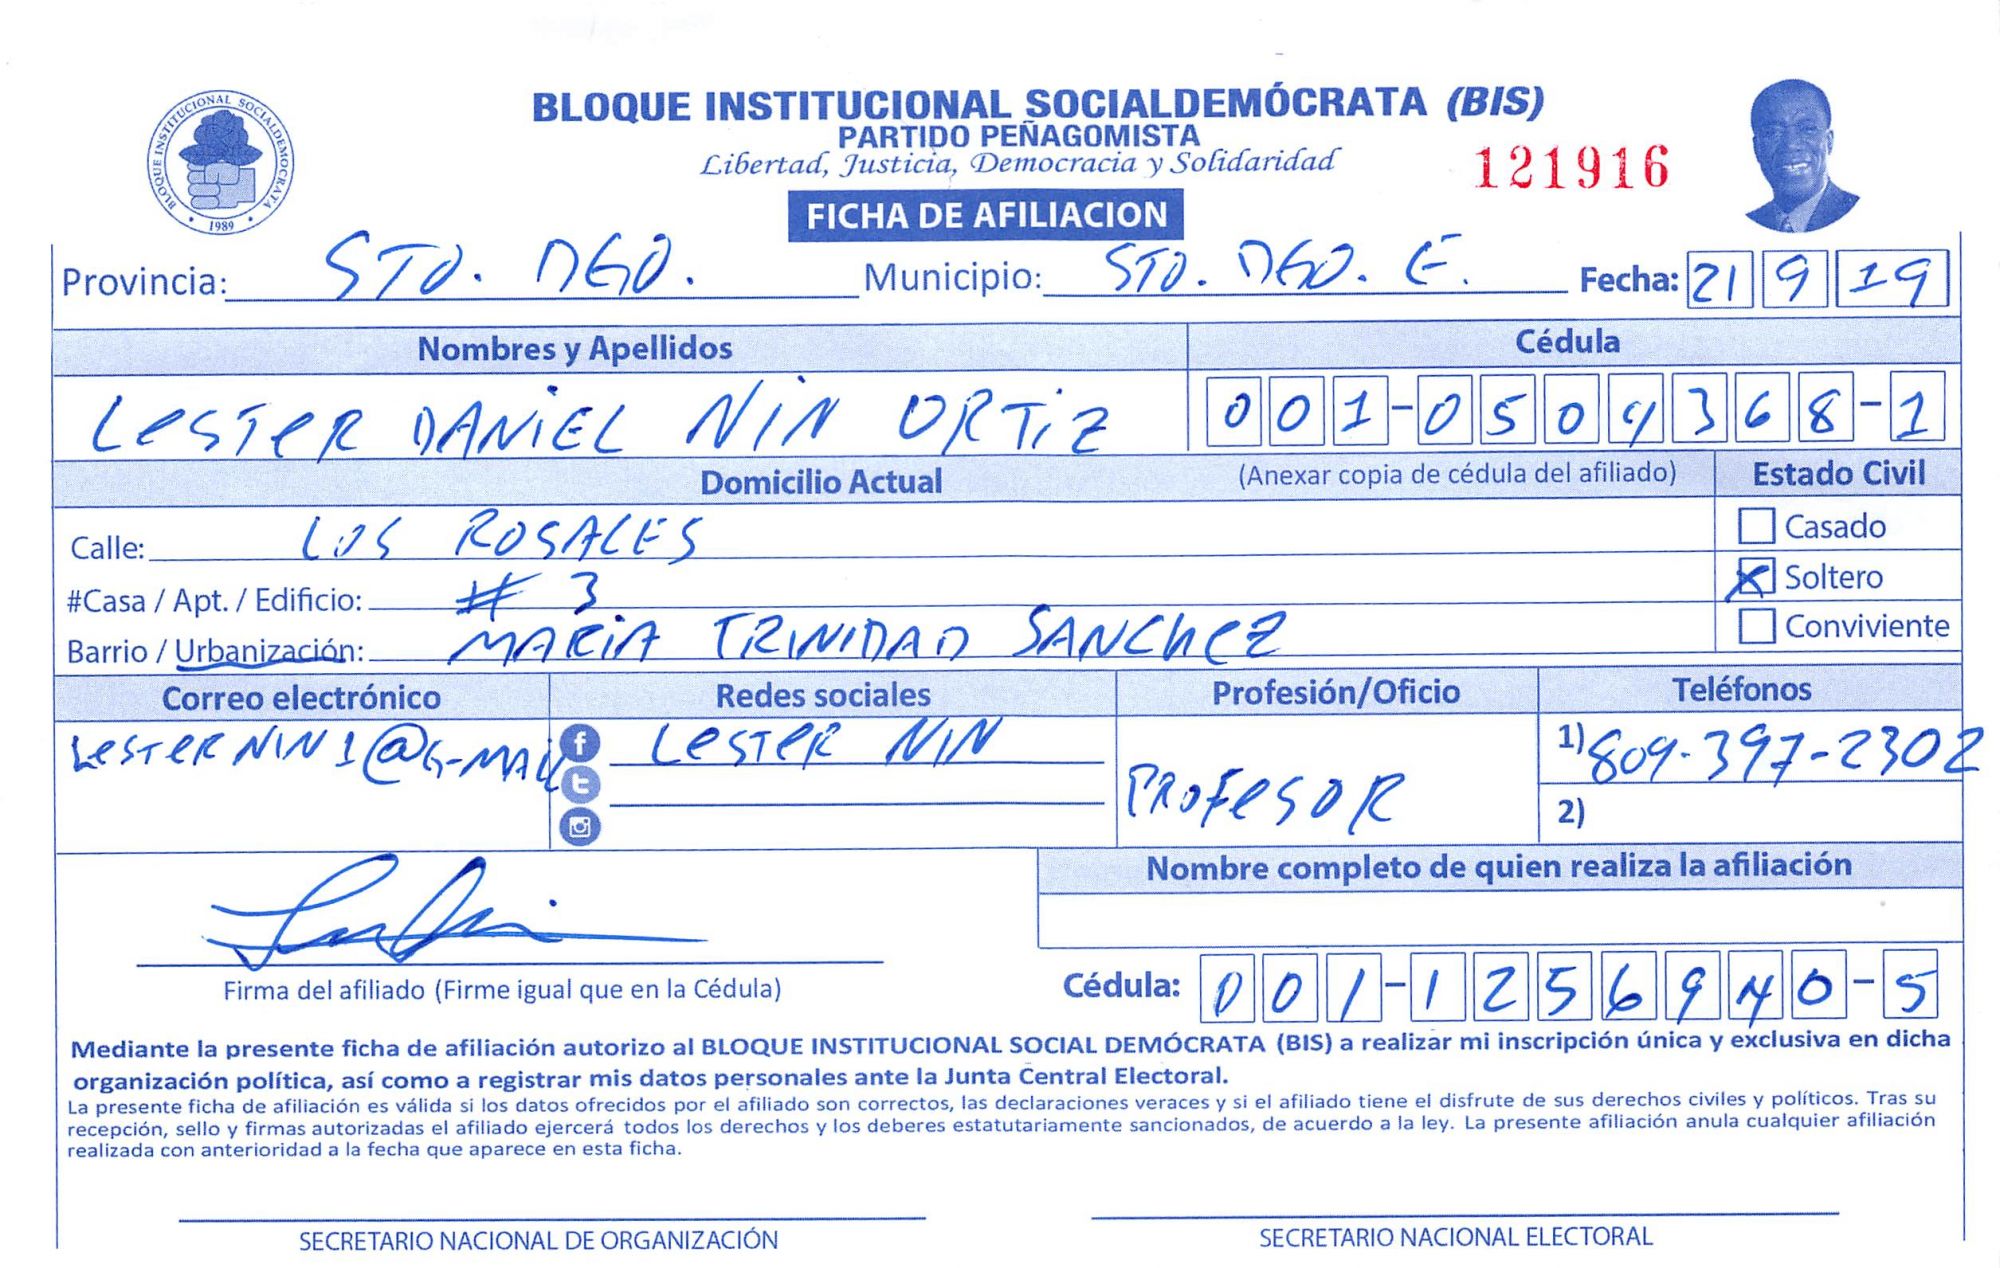 BLOQUE INSTITUCIONAL SOCIALDEMÓCRATA (BIS)
PARTIDO PEÑAGOMISTA
Libertad, Justicia, Democracia y Solidaridad
121916
FICHA DE AFILIACION
BLOQUE INSTITUCIONAL SOCIALDEMOCRATA
1989
Provincia: STO. DGO. Municipio: STO. DGO. E. Fecha: 21 9 19
Nombres y Apellidos Cédula
LESTER DANIEL NIN ORTIZ 001-0504368-1
Domicilio Actual (Anexar copia de cédula del afiliado) Estado Civil
Calle: LOS ROSALES Casado
#Casa / Apt. / Edificio: # 3 X Soltero
Barrio / Urbanización: MARIA TRINIDAD SANCHEZ Conviviente
Correo electrónico Redes sociales Profesión/Oficio Teléfonos
LESTERNIN1@G-MAIL LESTER NIN PROFESOR 1) 809-397-2302
2)
Nombre completo de quien realiza la afiliación
Firma del afiliado (Firme igual que en la Cédula) Cédula: 001-1256940-5
Mediante la presente ficha de afiliación autorizo al BLOQUE INSTITUCIONAL SOCIAL DEMÓCRATA (BIS) a realizar mi inscripción única y exclusiva en dicha
organización política, así como a registrar mis datos personales ante la Junta Central Electoral.
La presente ficha de afiliación es válida si los datos ofrecidos por el afiliado son correctos, las declaraciones veraces y si el afiliado tiene el disfrute de sus derechos civiles y políticos. Tras su
recepción, sello y firmas autorizadas el afiliado ejercerá todos los derechos y los deberes estatutariamente sancionados, de acuerdo a la ley. La presente afiliación anula cualquier afiliación
realizada con anterioridad a la fecha que aparece en esta ficha.
SECRETARIO NACIONAL DE ORGANIZACIÓN SECRETARIO NACIONAL ELECTORAL